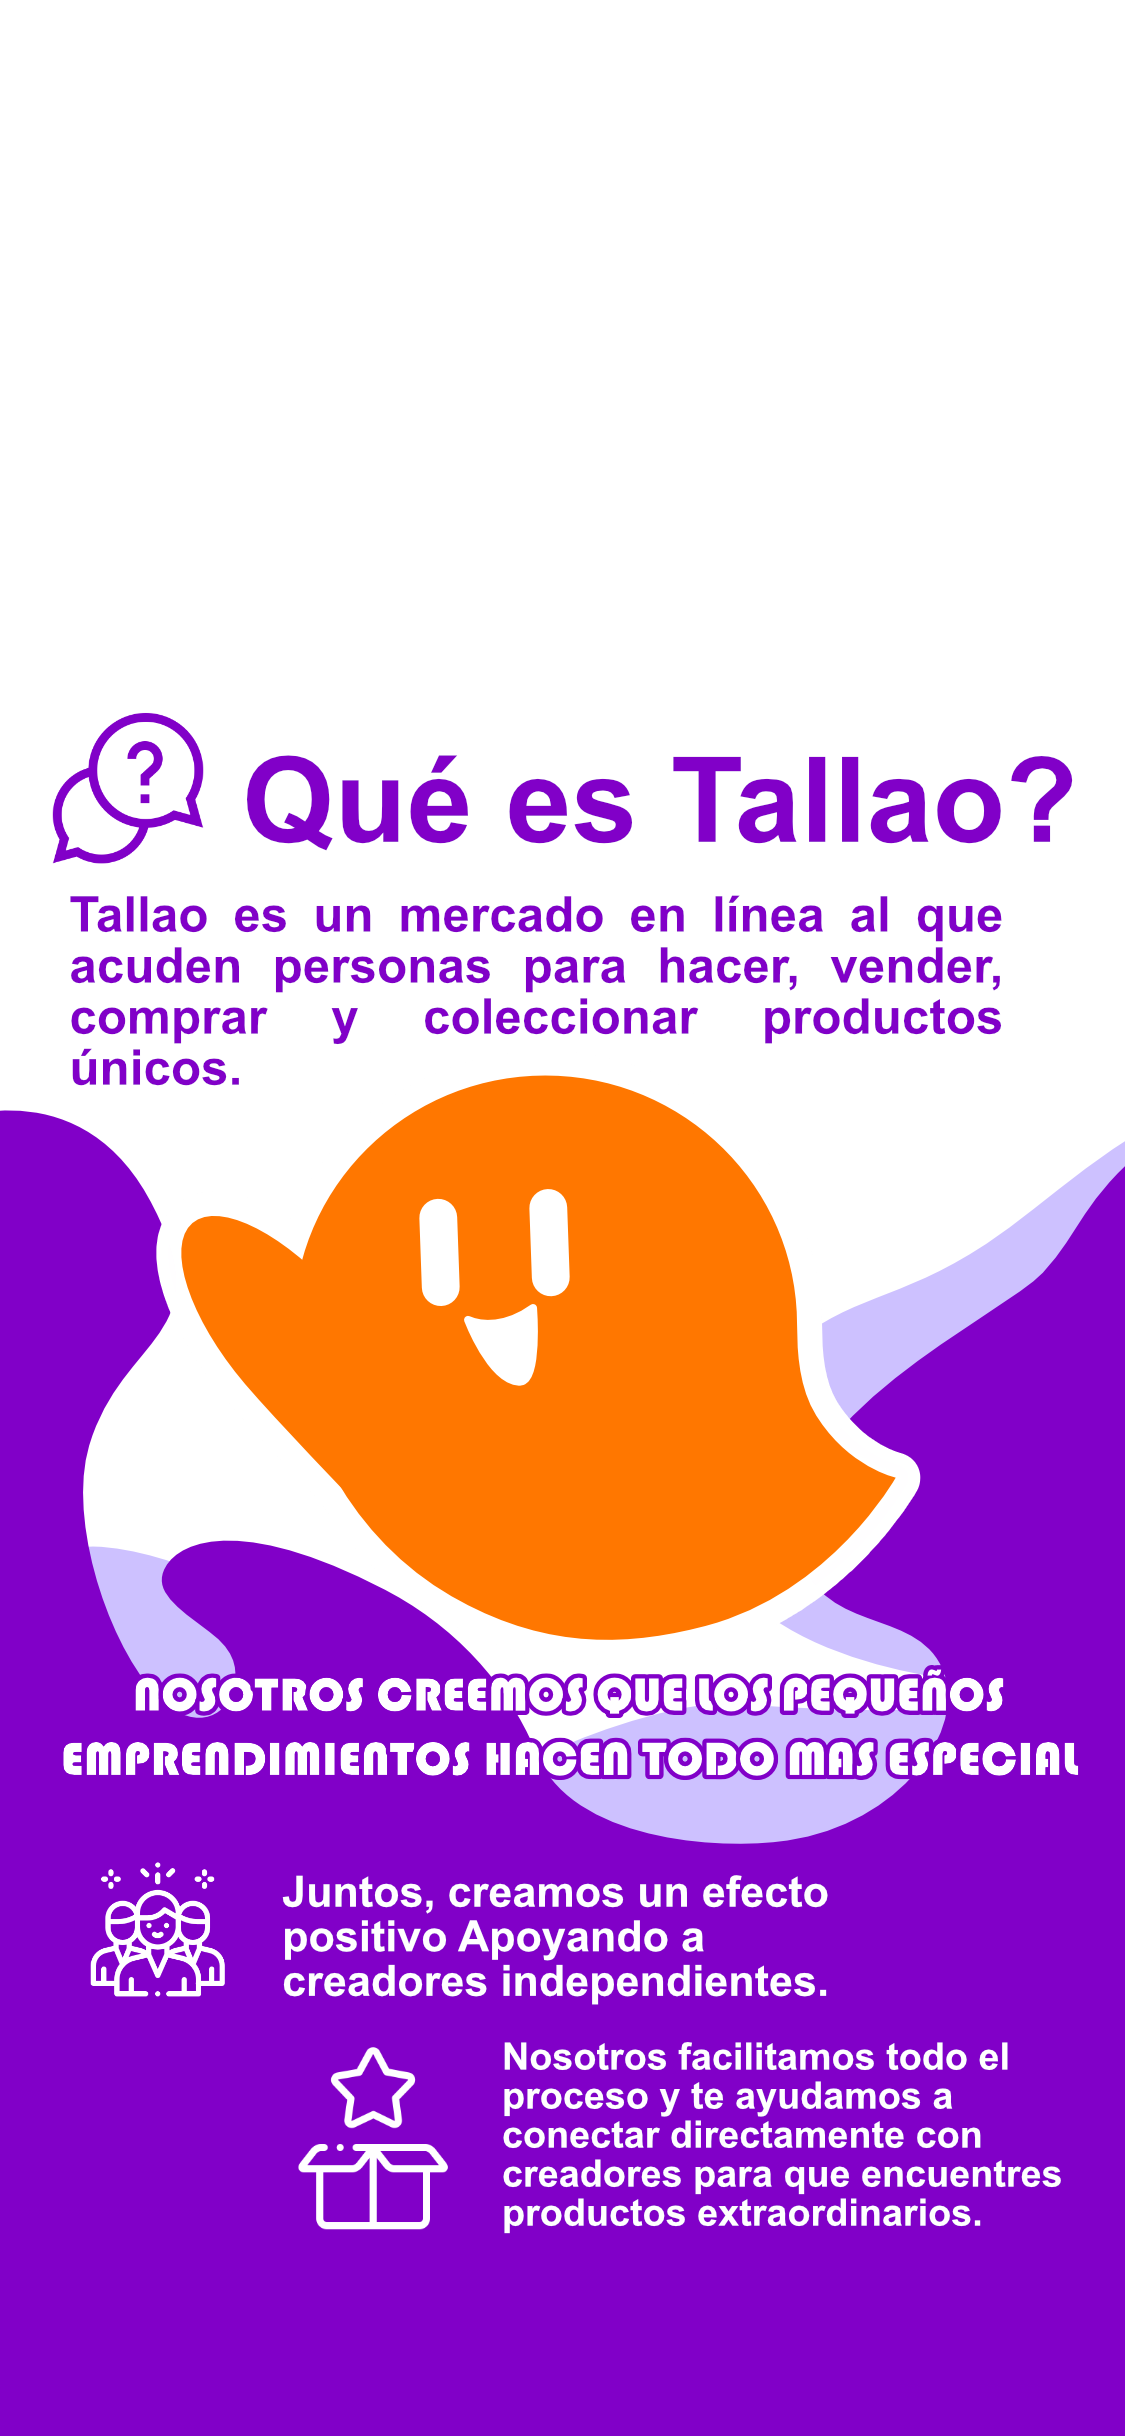 ?
Qué es Tallao?
Tallao es un mercado en línea al que
acuden personas para hacer, vender,
comprar y coleccionar productos
únicos.
NOSOTROS CREEMOS QUE LOS PEQUEÑOS
EMPRENDIMIENTOS HACEN TODO MAS ESPECIAL
Juntos, creamos un efecto
positivo Apoyando a
creadores independientes.
Nosotros facilitamos todo el
proceso y te ayudamos a
conectar directamente con
creadores para que encuentres
productos extraordinarios.